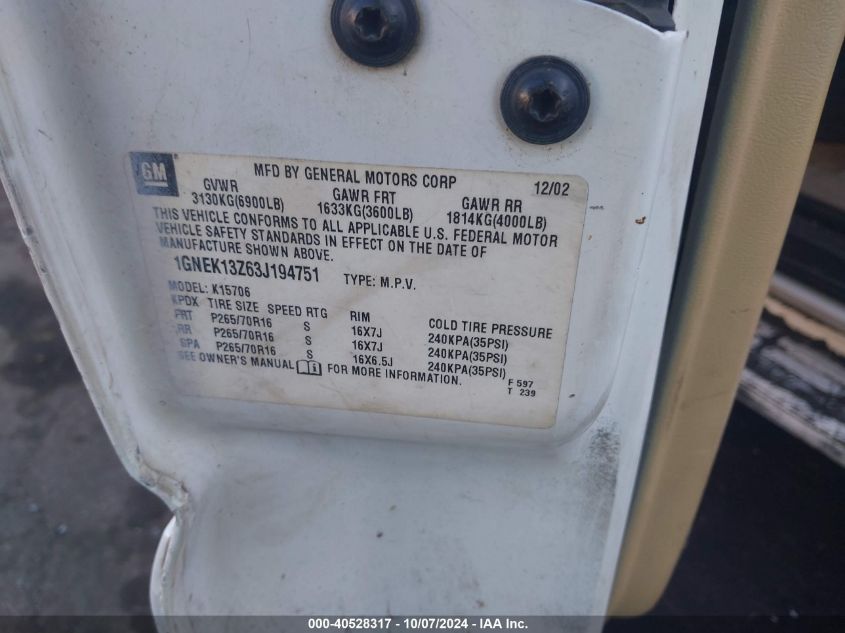 GM
MFD BY GENERAL MOTORS CORP 12/02
GVWR GAWR FRT GAWR RR
3130KG(6900LB) 1633KG(3600LB) 1814KG(4000LB)
THIS VEHICLE CONFORMS TO ALL APPLICABLE U.S. FEDERAL MOTOR
VEHICLE SAFETY STANDARDS IN EFFECT ON THE DATE OF
MANUFACTURE SHOWN ABOVE.
1GNEK13Z63J194751 TYPE: M.P.V.
MODEL: K15706
KPDX TIRE SIZE SPEED RTG RIM COLD TIRE PRESSURE
FRT P265/70R16 S 16X7J 240KPA(35PSI)
RR P265/70R16 S 16X7J 240KPA(35PSI)
SPA P265/70R16 S 16X6.5J 240KPA(35PSI)
SEE OWNER'S MANUAL FOR MORE INFORMATION.
F 597
T 239
000-40528317 - 10/07/2024 - IAA Inc.